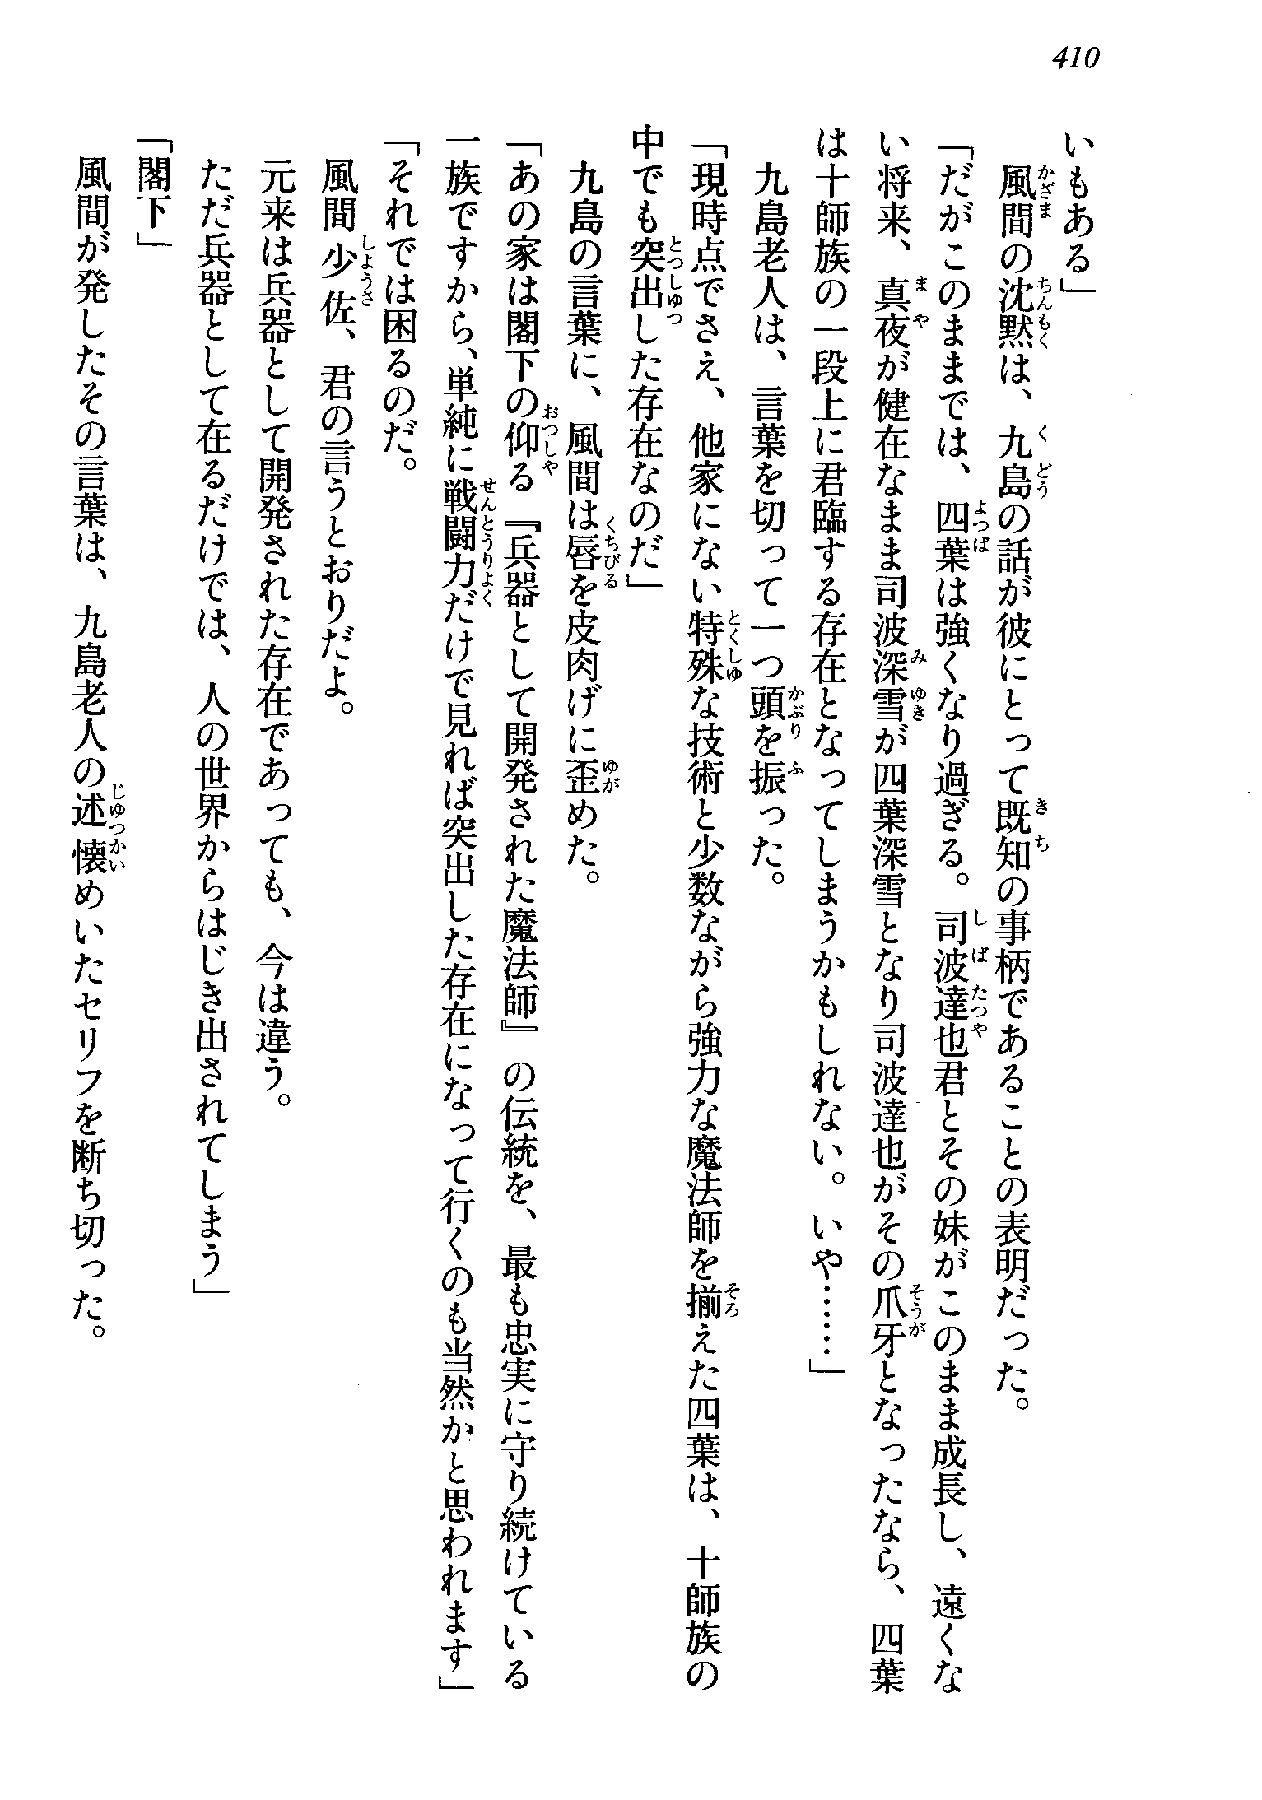 410
いもある」
風間の沈黙は、九島の話が彼にとって既知の事柄であることの表明だった。
「だがこのままでは、四葉は強くなり過ぎる。司波達也君とその妹がこのまま成長し、遠くな
い将来、真夜が健在なまま司波深雪が四葉深雪となり司波達也がその爪牙となったなら、四葉
は十師族の一段上に君臨する存在となってしまうかもしれない。いや……」
九島老人は、言葉を切って一つ頭を振った。
「現時点でさえ、他家にない特殊な技術と少数ながら強力な魔法師を揃えた四葉は、十師族の
中でも突出した存在なのだ」
九島の言葉に、風間は唇を皮肉げに歪めた。
「あの家は閣下の仰る『兵器として開発された魔法師』の伝統を、最も忠実に守り続けている
一族ですから、単純に戦闘力だけで見れば突出した存在になって行くのも当然かと思われます」
「それでは困るのだ。
風間少佐、君の言うとおりだよ。
元来は兵器として開発された存在であっても、今は違う。
ただ兵器として在るだけでは、人の世界からはじき出されてしまう」
「閣下」
風間が発したその言葉は、九島老人の述懐めいたセリフを断ち切った。